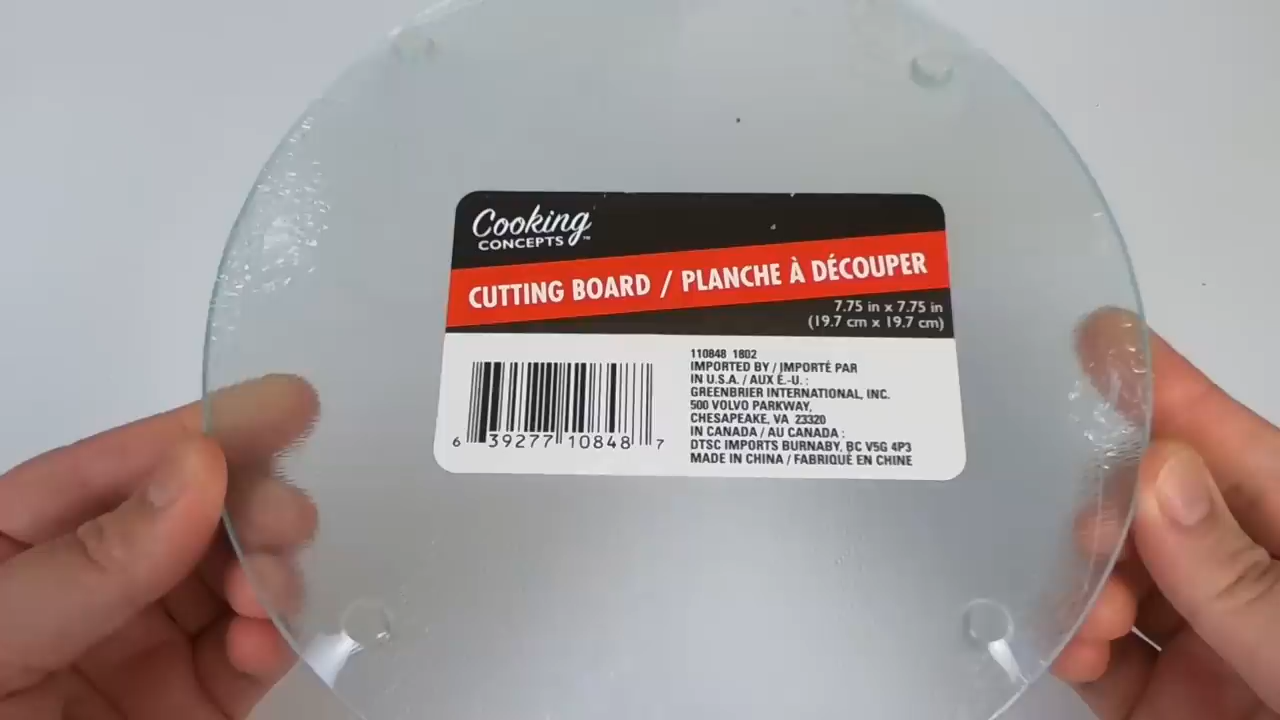 Cooking
CONCEPTS™
CUTTING BOARD / PLANCHE À DÉCOUPER
7.75 in x 7.75 in
(19.7 cm x 19.7 cm)
110848 1802
IMPORTED BY / IMPORTÉ PAR
IN U.S.A. / AUX É.-U. :
GREENBRIER INTERNATIONAL, INC.
500 VOLVO PARKWAY,
CHESAPEAKE, VA 23320
IN CANADA / AU CANADA :
DTSC IMPORTS BURNABY, BC V5G 4P3
MADE IN CHINA / FABRIQUÉ EN CHINE
6 39277 10848 7